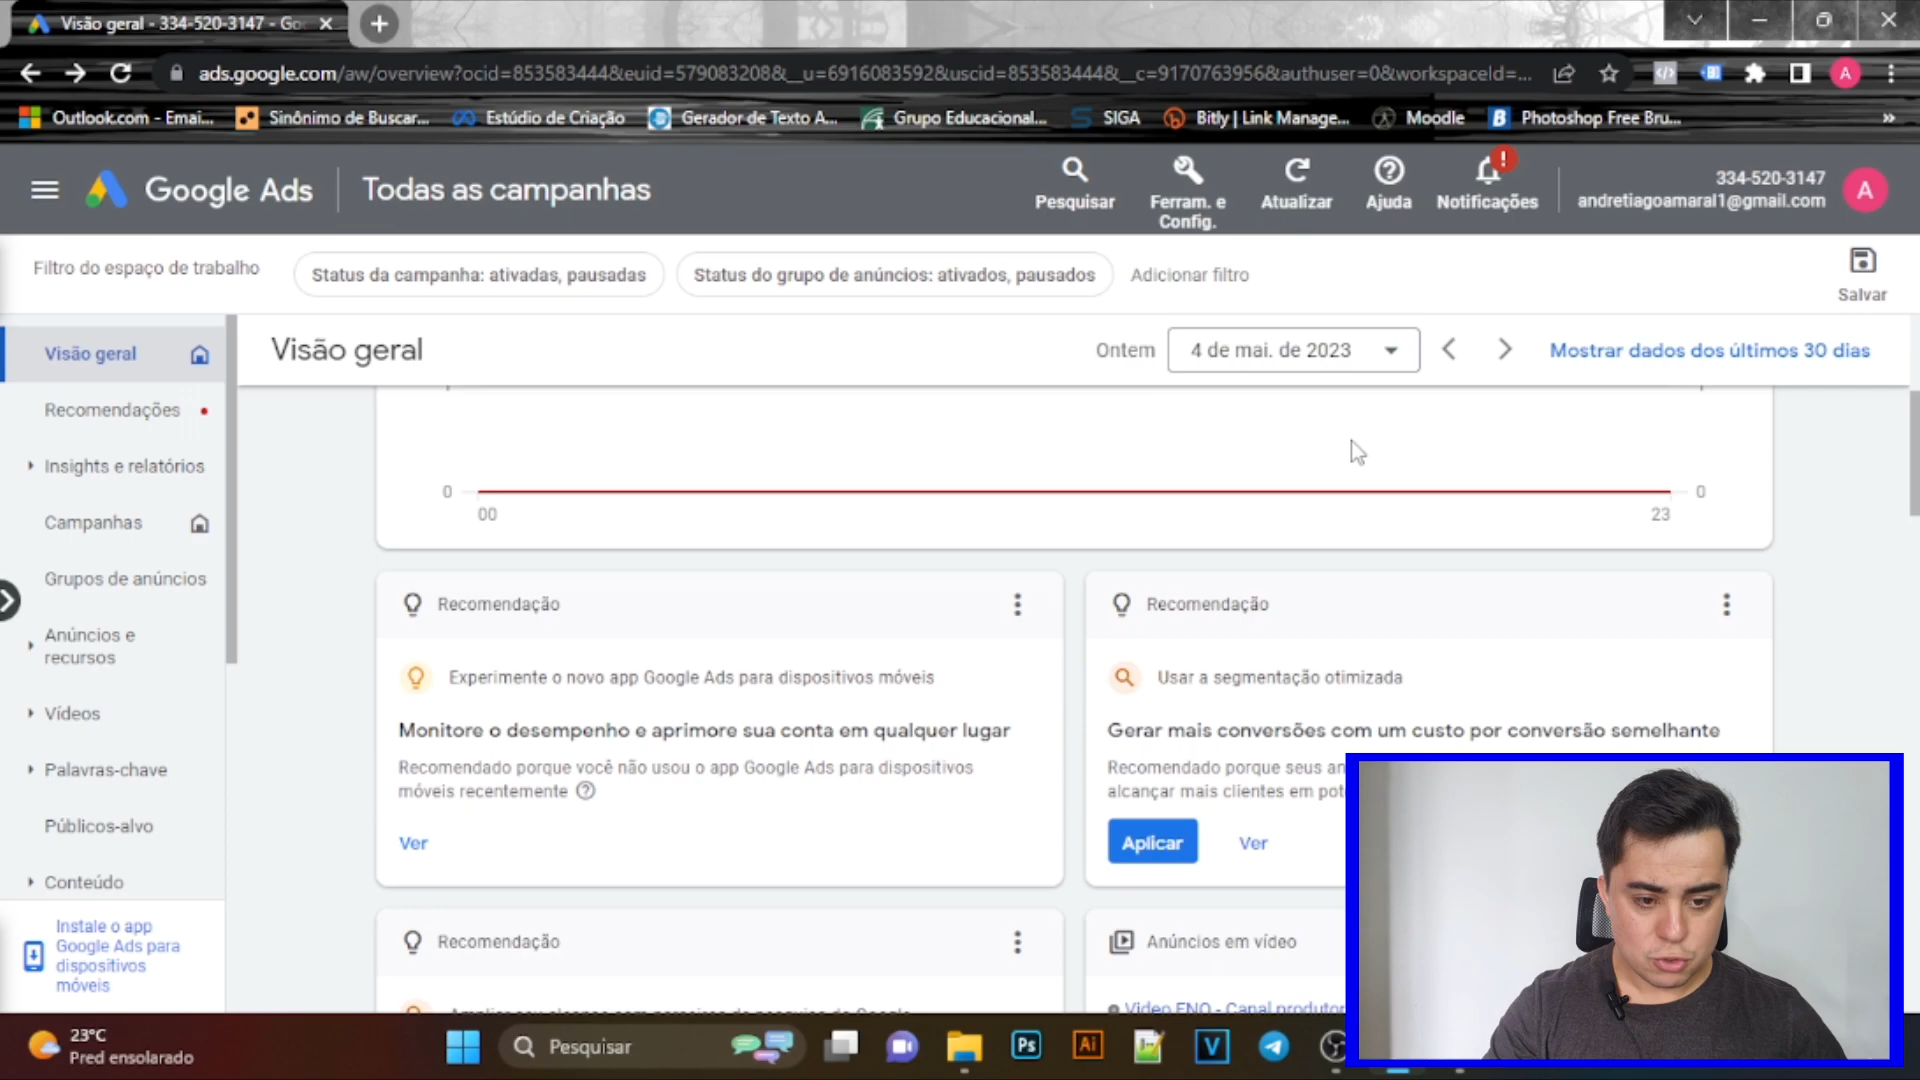 Visão geral - 334-520-3147 - Go
ads.google.com/aw/overview?ocid=853583444&euid=579083208&__u=6916083592&uscid=853583444&__c=9170763956&authuser=0&workspaceId=...
A
Outlook.com - Emai...
Sinônimo de Buscar...
Estúdio de Criação
Gerador de Texto A...
Grupo Educacional...
SIGA
Bitly | Link Manage...
Moodle
B
Photoshop Free Bru...
»
Google Ads
Todas as campanhas
Pesquisar
Ferram. e
Config.
Atualizar
Ajuda
!
Notificações
334-520-3147
andretiagoamaral1@gmail.com
A
Filtro do espaço de trabalho
Status da campanha: ativadas, pausadas
Status do grupo de anúncios: ativados, pausados
Adicionar filtro
Salvar
Visão geral
Recomendações
Insights e relatórios
Campanhas
Grupos de anúncios
Anúncios e
recursos
Vídeos
Palavras-chave
Públicos-alvo
Conteúdo
Instale o app
Google Ads para
dispositivos
móveis
Visão geral
Ontem
4 de mai. de 2023
Mostrar dados dos últimos 30 dias
0
0
00
23
Recomendação
Experimente o novo app Google Ads para dispositivos móveis
Monitore o desempenho e aprimore sua conta em qualquer lugar
Recomendado porque você não usou o app Google Ads para dispositivos
móveis recentemente
Ver
Recomendação
Usar a segmentação otimizada
Gerar mais conversões com um custo por conversão semelhante
Recomendado porque seus an
alcançar mais clientes em pot
Aplicar
Ver
Recomendação
Anúncios em vídeo
Video ENO - Canal produtor
23°C
Pred ensolarado
Pesquisar
Ps
Ai
V